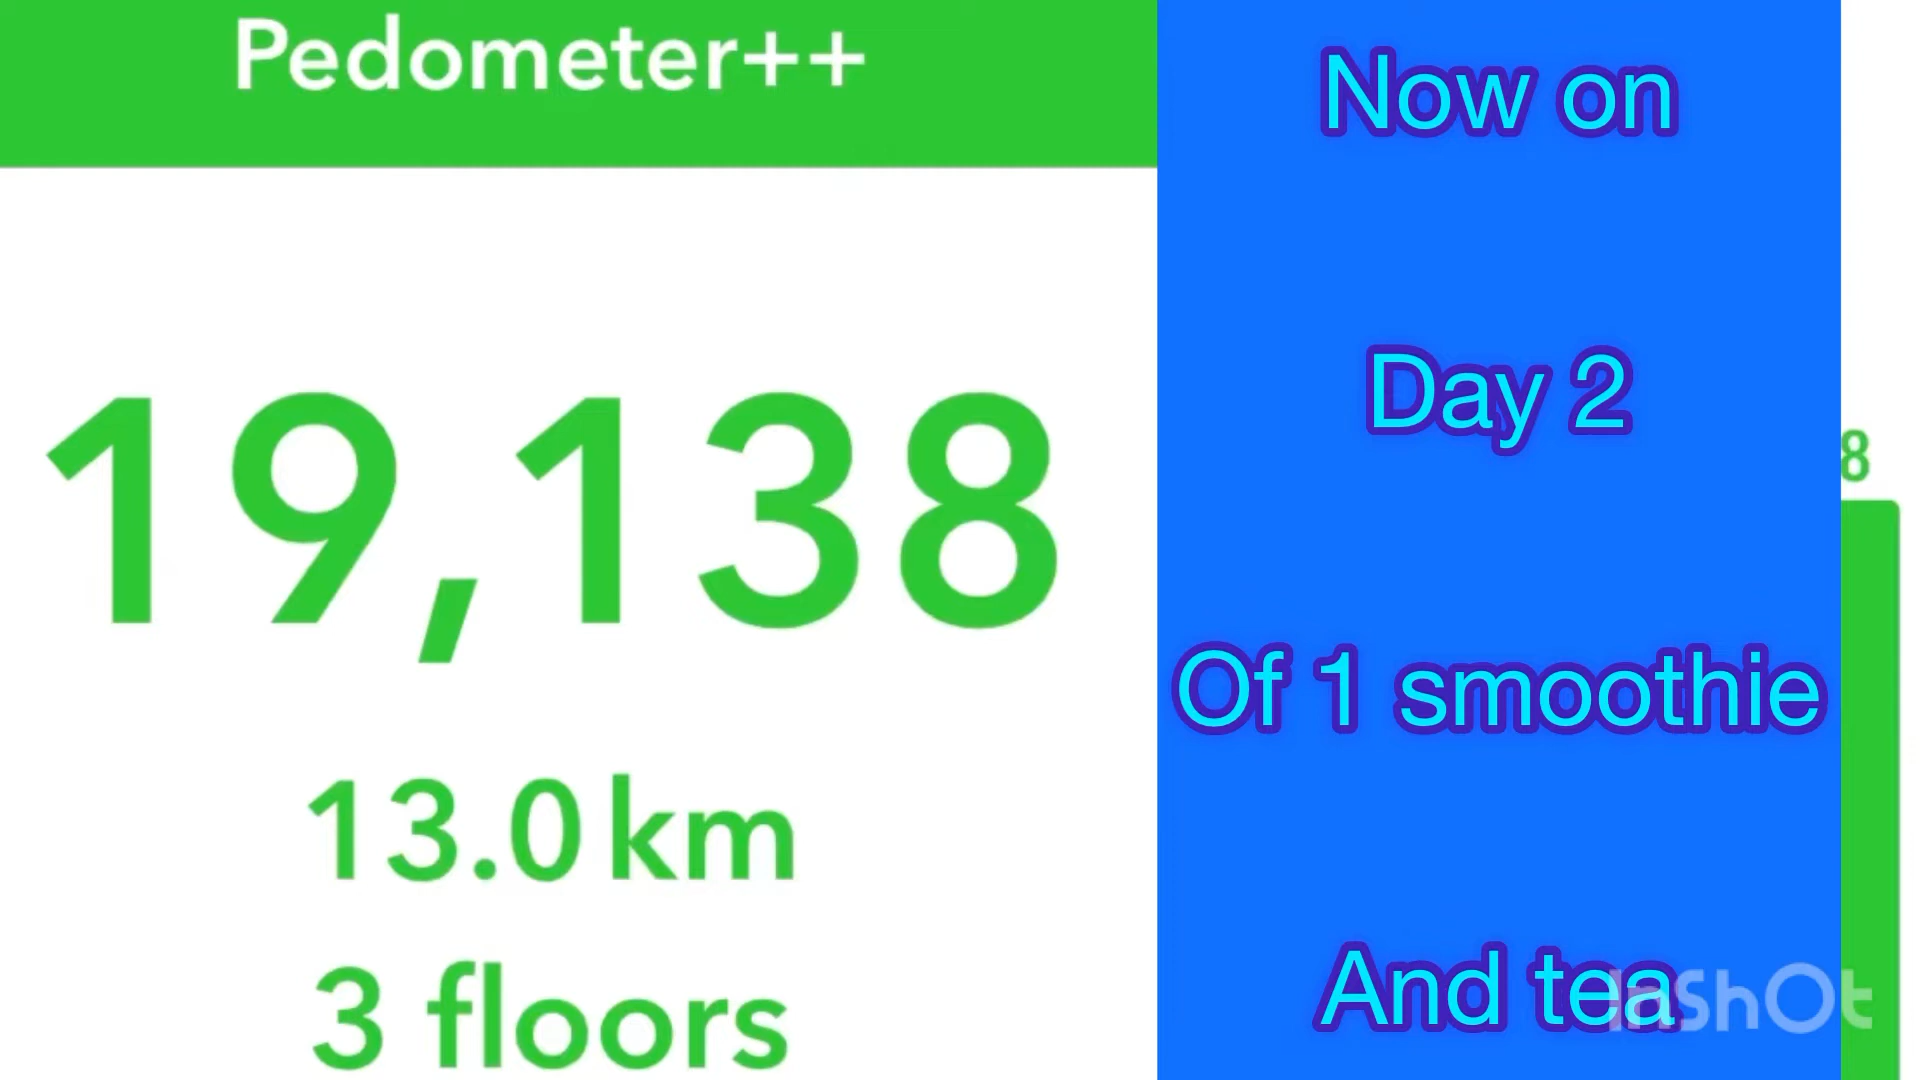 Pedometer++
19,138
13.0 km
3 floors
Now on
Day 2
Of 1 smoothie
And tea
8
InShOt